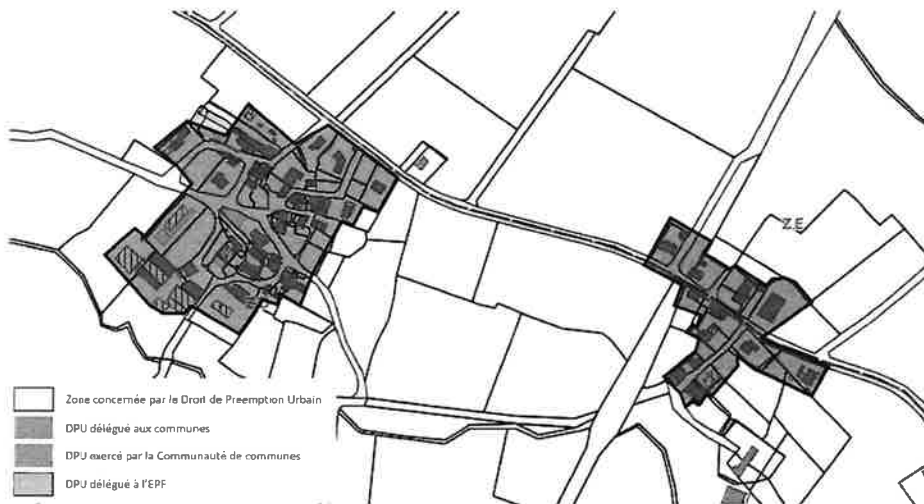 Z.E
Zone concernée par le Droit de Preemption Urbain
DPU délégué aux communes
DPU exercé par la Communauté de communes
DPU délégué à l'EPF